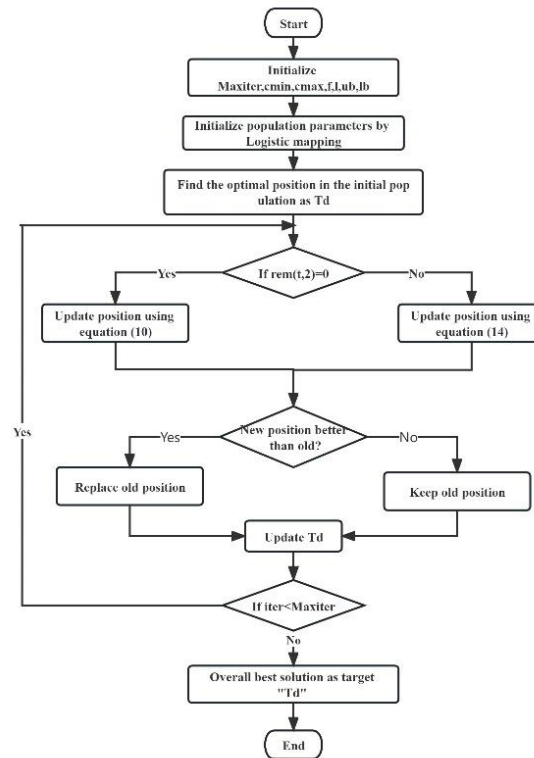 Start
Initialize
Maxiter,cmin,cmax,f,l,ub,lb
Initialize population parameters by
Logistic mapping
Find the optimal position in the initial pop
ulation as Td
If rem(t,2)=0
Yes
No
Update position using
equation (10)
Update position using
equation (14)
New position better
than old?
Yes
No
Yes
Replace old position
Keep old position
Update Td
If iter<Maxiter
No
Overall best solution as target
"Td"
End